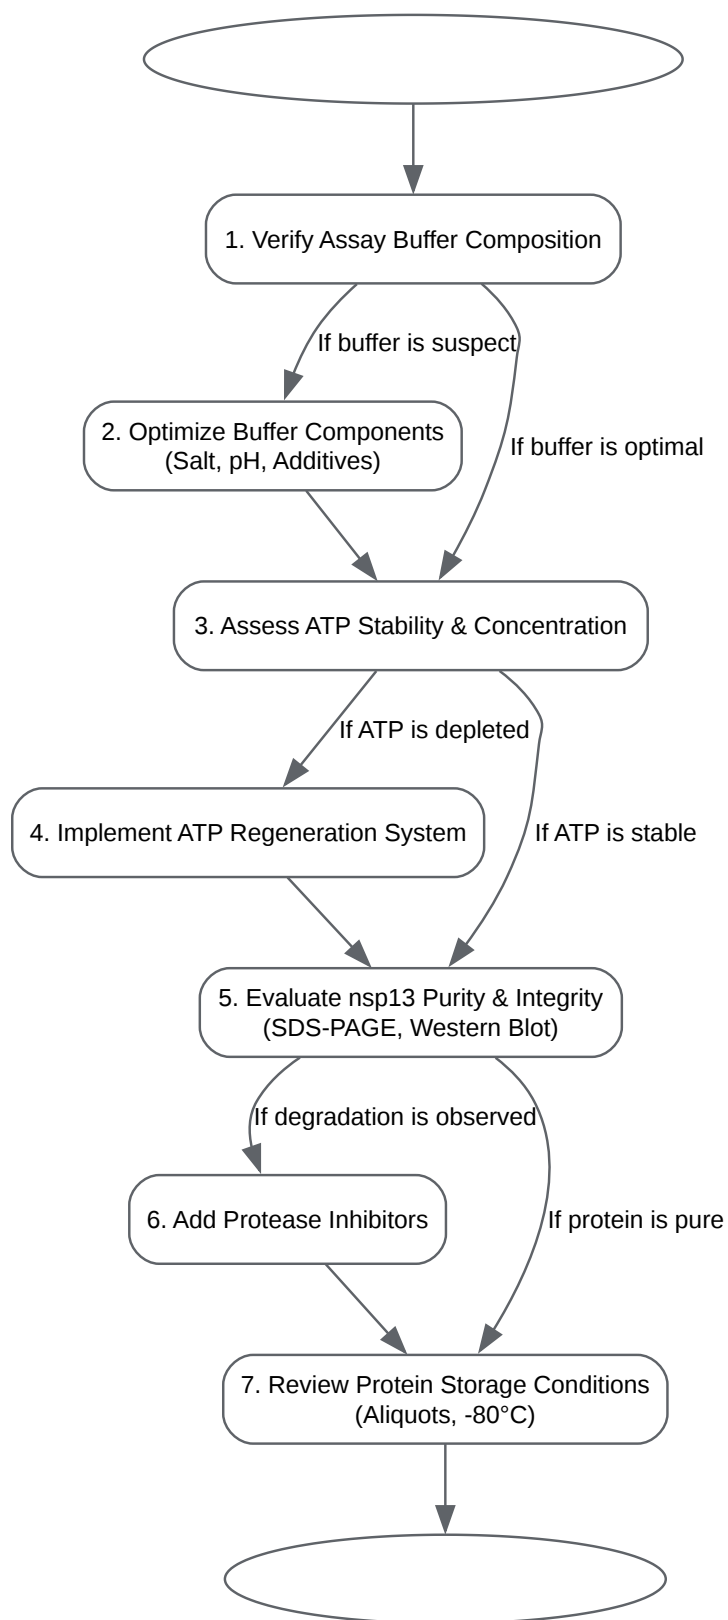 1. Verify Assay Buffer Composition
If buffer is suspect
2. Optimize Buffer Components
(Salt, pH, Additives)
If buffer is optimal
3. Assess ATP Stability & Concentration
If ATP is depleted
4. Implement ATP Regeneration System
If ATP is stable
5. Evaluate nsp13 Purity & Integrity
(SDS-PAGE, Western Blot)
If degradation is observed
6. Add Protease Inhibitors
If protein is pure
7. Review Protein Storage Conditions
(Aliquots, -80°C)